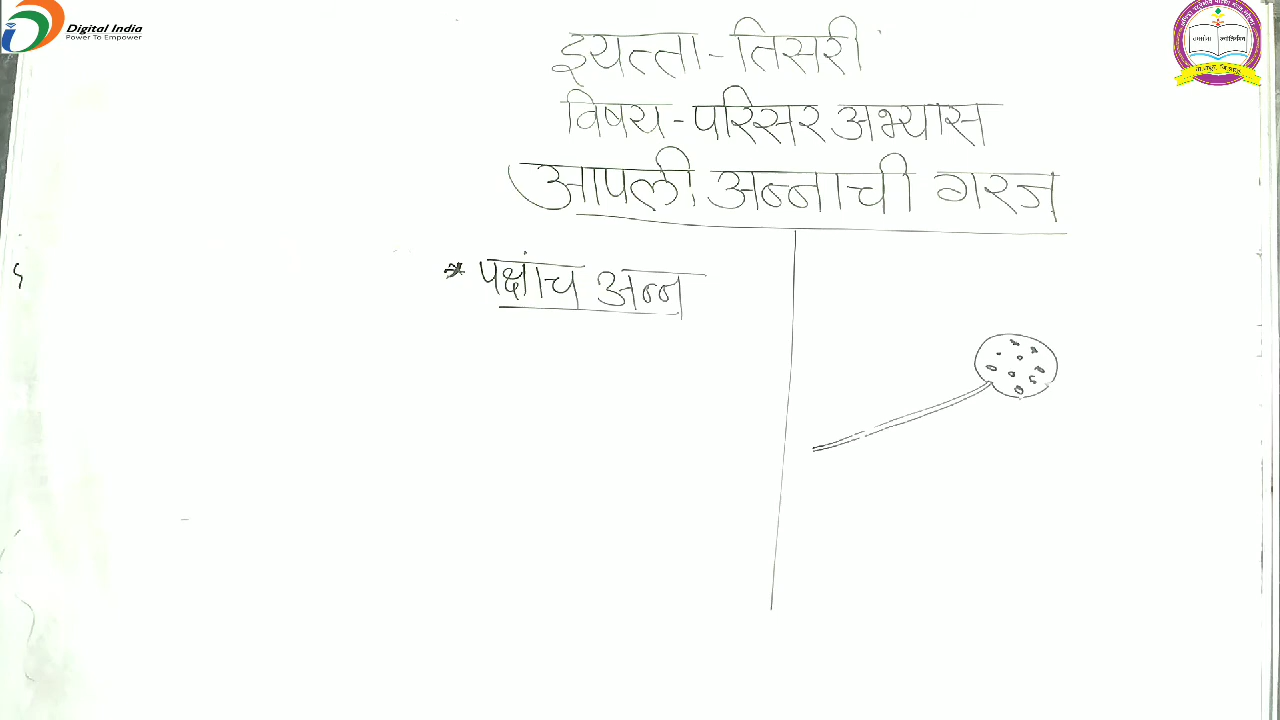 Digital India
Power To Empower
इयत्ता-तिसरी
विषय-परिसर अभ्यास
आपली अन्नाची गरज
* पक्षांच अन्न